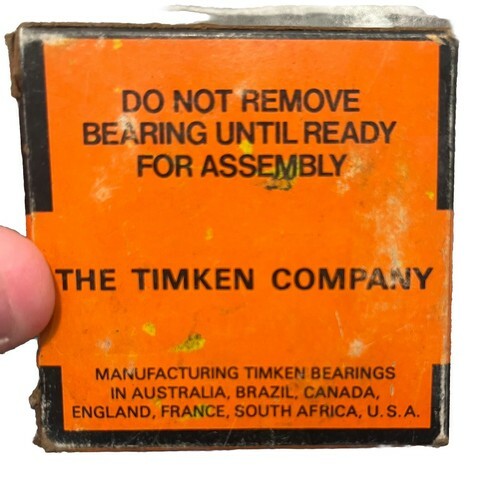 DO NOT REMOVE
BEARING UNTIL READY
FOR ASSEMBLY
THE TIMKEN COMPANY
MANUFACTURING TIMKEN BEARINGS
IN AUSTRALIA, BRAZIL, CANADA,
ENGLAND, FRANCE, SOUTH AFRICA, U.S.A.